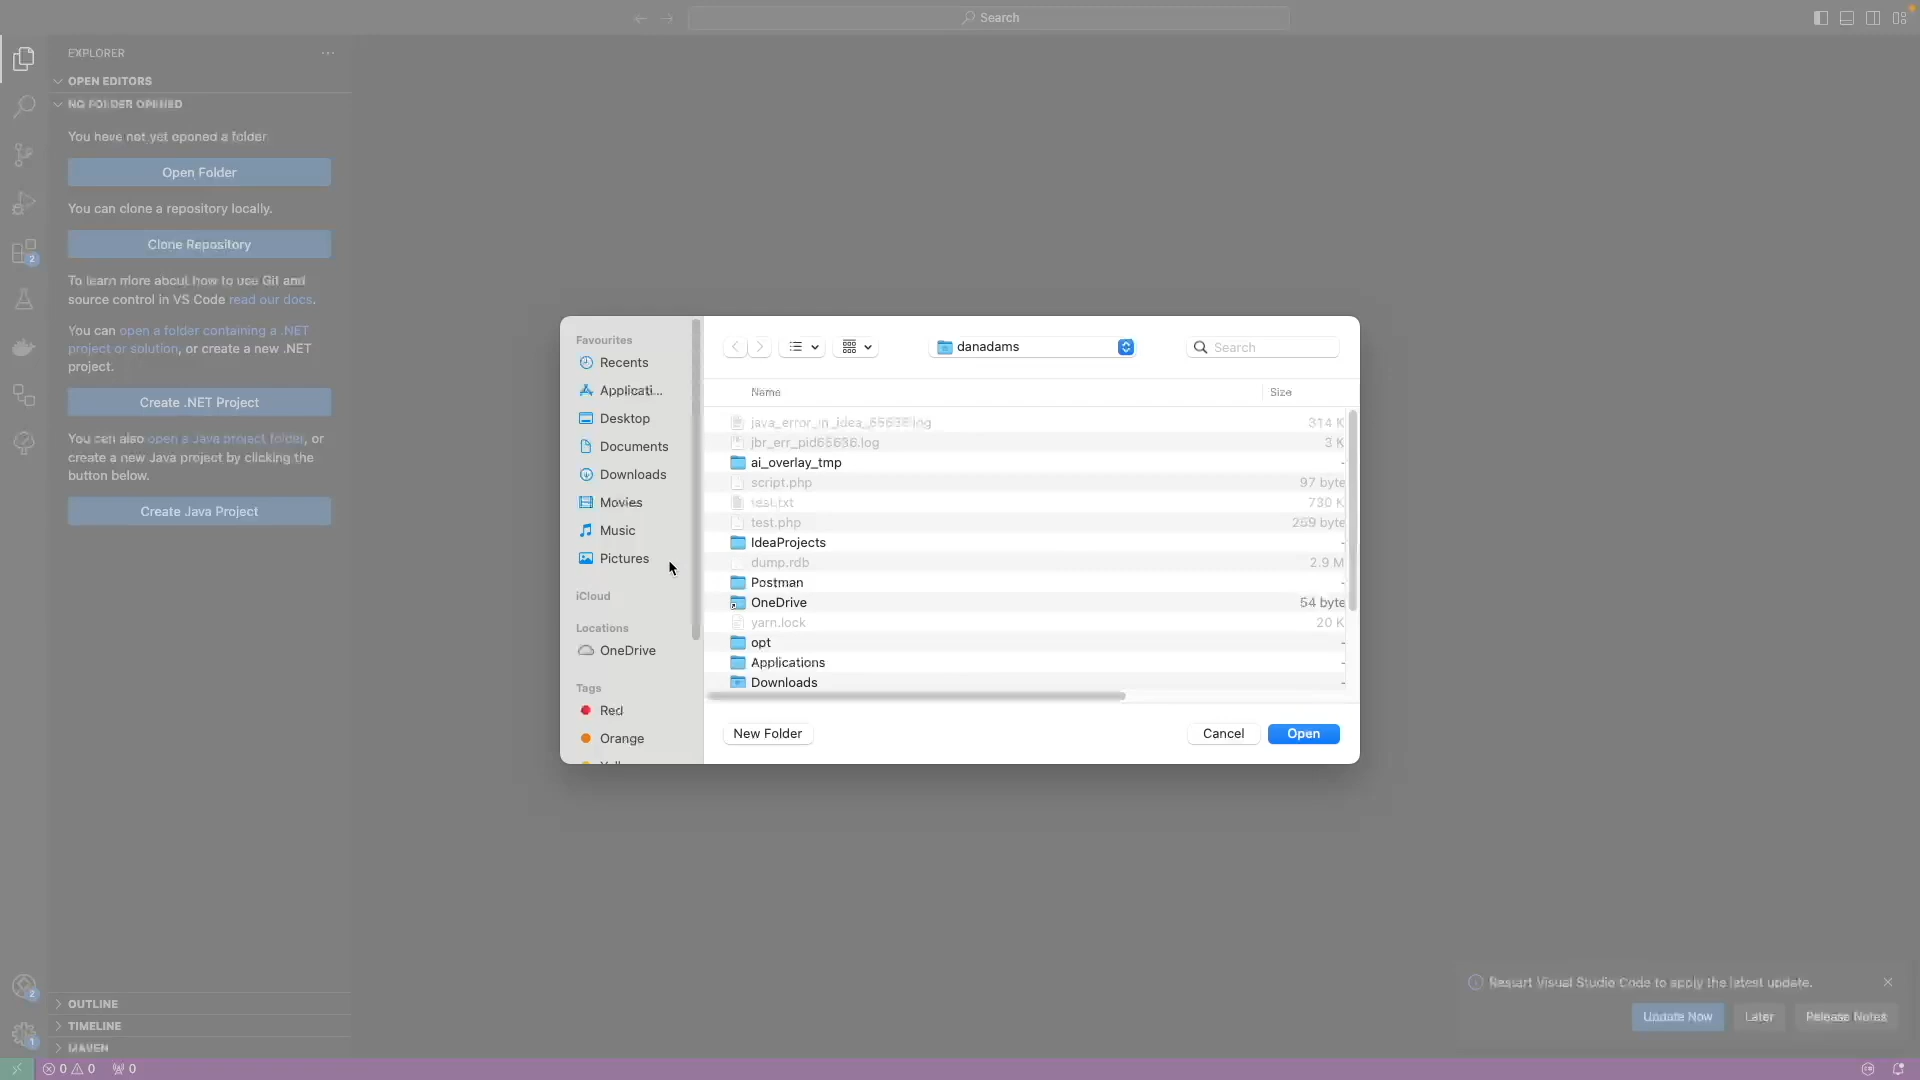 Search
EXPLORER
OPEN EDITORS
NO FOLDER OPENED
You have not yet opened a folder
Open Folder
You can clone a repository locally.
Clone Repository
To learn more about how to use Git and
source control in VS Code read our docs.
You can open a folder containing a .NET
project or solution, or create a new .NET
project.
Create .NET Project
You can also open a Java project folder, or
create a new Java project by clicking the
button below.
Create Java Project
OUTLINE
TIMELINE
MAVEN
2
2
1
0 0 0
Favourites
Recents
Applicati...
Desktop
Documents
Downloads
Movies
Music
Pictures
iCloud
Locations
OneDrive
Tags
Red
Orange
danadams
Search
Name Size
java_error_in_idea_65636.log 314 K
jbr_err_pid65636.log 3 K
ai_overlay_tmp -
script.php 97 byte
.txt 730 K
test.php 269 byte
IdeaProjects -
dump.rdb 2.9 M
Postman -
OneDrive 54 byte
yarn.lock 20 K
opt -
Applications -
Downloads -
New Folder
Cancel
Open
Restart Visual Studio Code to apply the latest update.
Update Now
Later
Release Notes